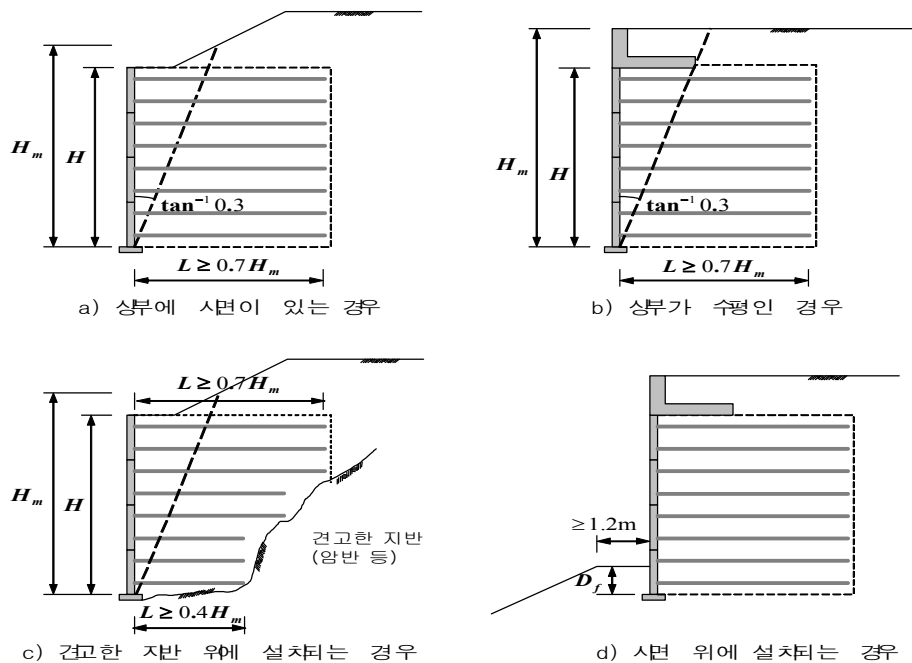 H_m
H
tan⁻¹ 0.3
L ≥ 0.7H_m
a) 상부에 사면이 있는 경우
H_m
H
tan⁻¹ 0.3
L ≥ 0.7H_m
b) 상부가 수평인 경우
L ≥ 0.7H_m
H_m
H
견고한 지반
(암반 등)
L ≥ 0.4H_m
c) 견고한 지반 위에 설치되는 경우
≥1.2m
D_f
d) 사면 위에 설치되는 경우